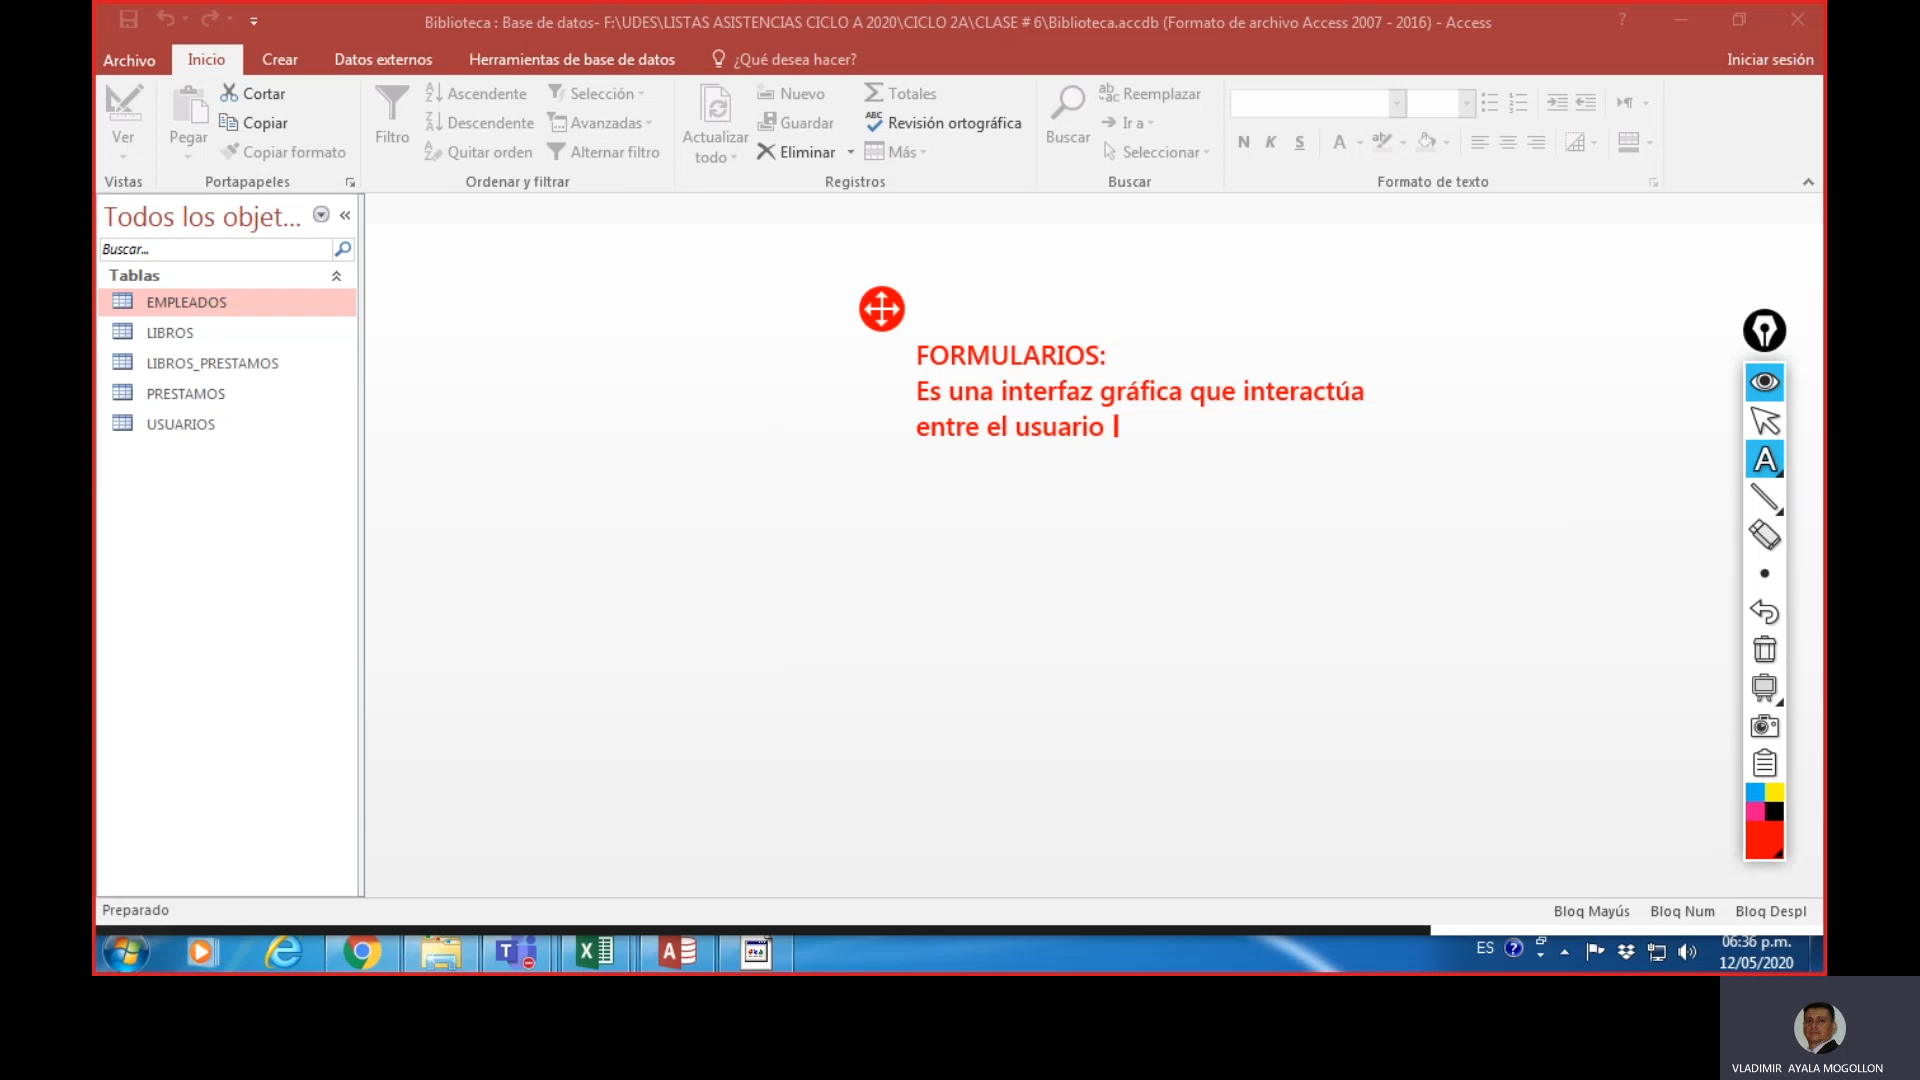 Biblioteca : Base de datos- F:\UDES\LISTAS ASISTENCIAS CICLO A 2020\CICLO 2A\CLASE # 6\Biblioteca.accdb (Formato de archivo Access 2007 - 2016) - Access
Archivo Inicio Crear Datos externos Herramientas de base de datos ¿Qué desea hacer? Iniciar sesión
Cortar Ascendente Selección Nuevo Totales Reemplazar
Ver Pegar Copiar Filtro Descendente Avanzadas Actualizar todo Guardar Revisión ortográfica Buscar Ir a
Copiar formato Quitar orden Alternar filtro Eliminar Más Seleccionar N K S A
Vistas Portapapeles Ordenar y filtrar Registros Buscar Formato de texto
Todos los objet...
Buscar...
Tablas
EMPLEADOS
LIBROS
LIBROS_PRESTAMOS
PRESTAMOS
USUARIOS
FORMULARIOS:
Es una interfaz gráfica que interactúa
entre el usuario
A
Preparado Bloq Mayús Bloq Num Bloq Despl
ES 06:36 p.m.
12/05/2020
VLADIMIR AYALA MOGOLLON